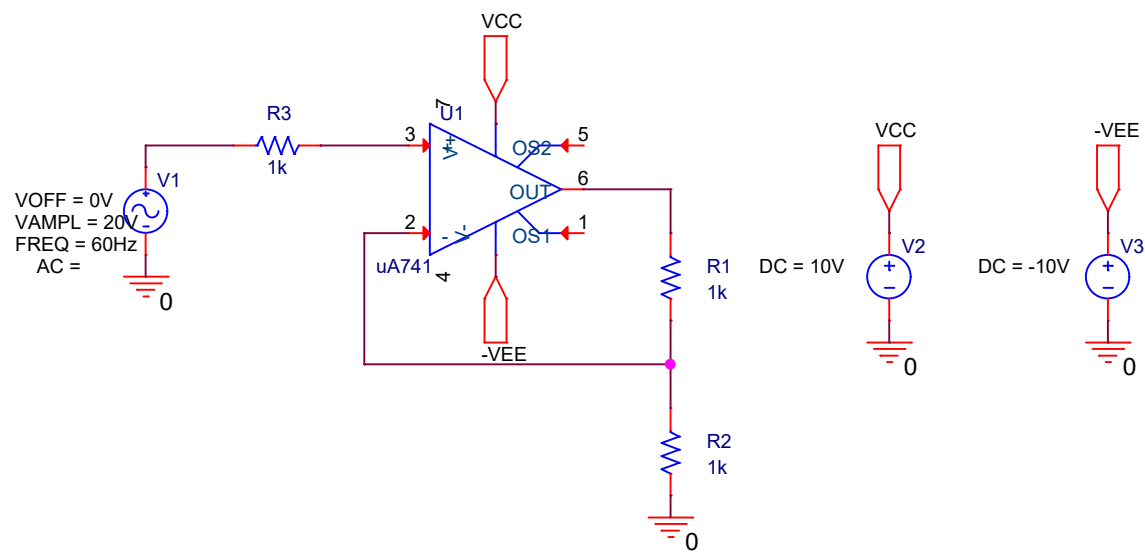 VCC
R3
1k
7
U1
3
V+
+
OS2
5
V1
VOFF = 0V
VAMPL = 20V
FREQ = 60Hz
AC =
0
OUT
6
2
-
V-
OS1
1
uA741
4
-VEE
R1
1k
R2
1k
0
VCC
DC = 10V
V2
0
-VEE
DC = -10V
V3
0